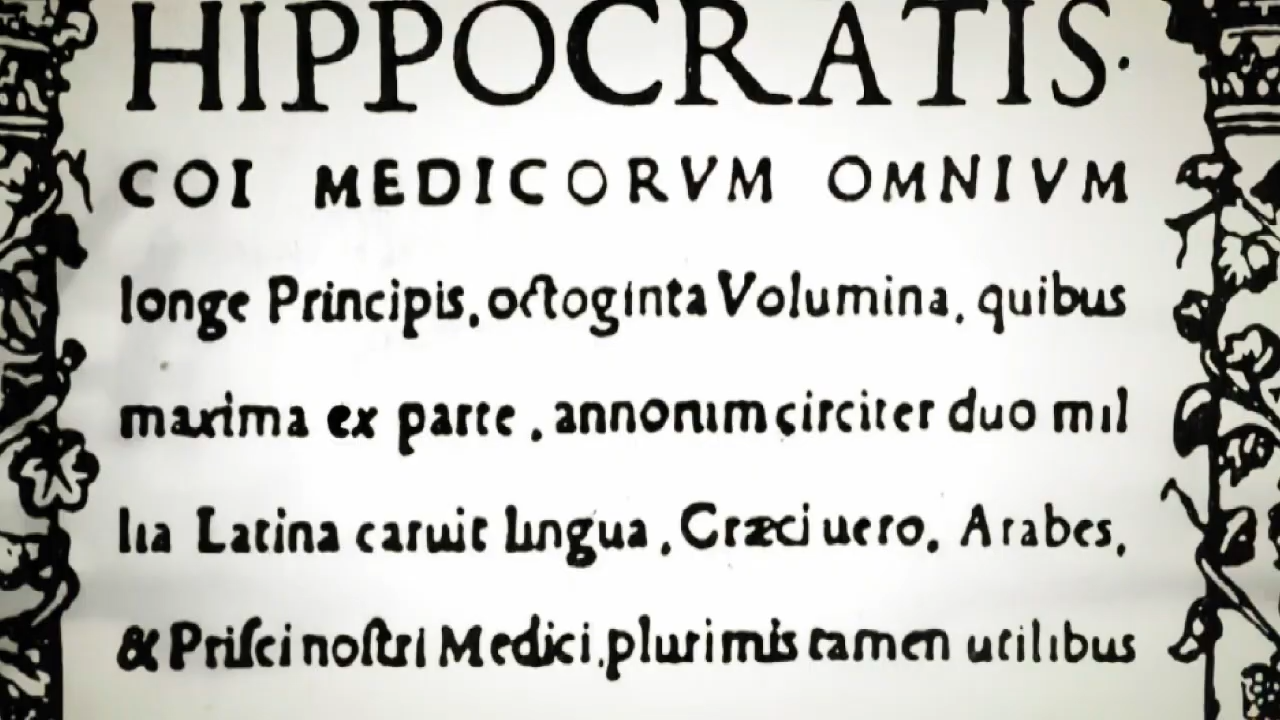 HIPPOCRATIS·
COI MEDICORVM OMNIVM
longe Principis, octoginta Volumina, quibus
maxima ex parte, annorum circiter duo mil
lia Latina caruit lingua, Græci uero, Arabes,
& Priſci noſtri Medici, plurimis tamen utilibus